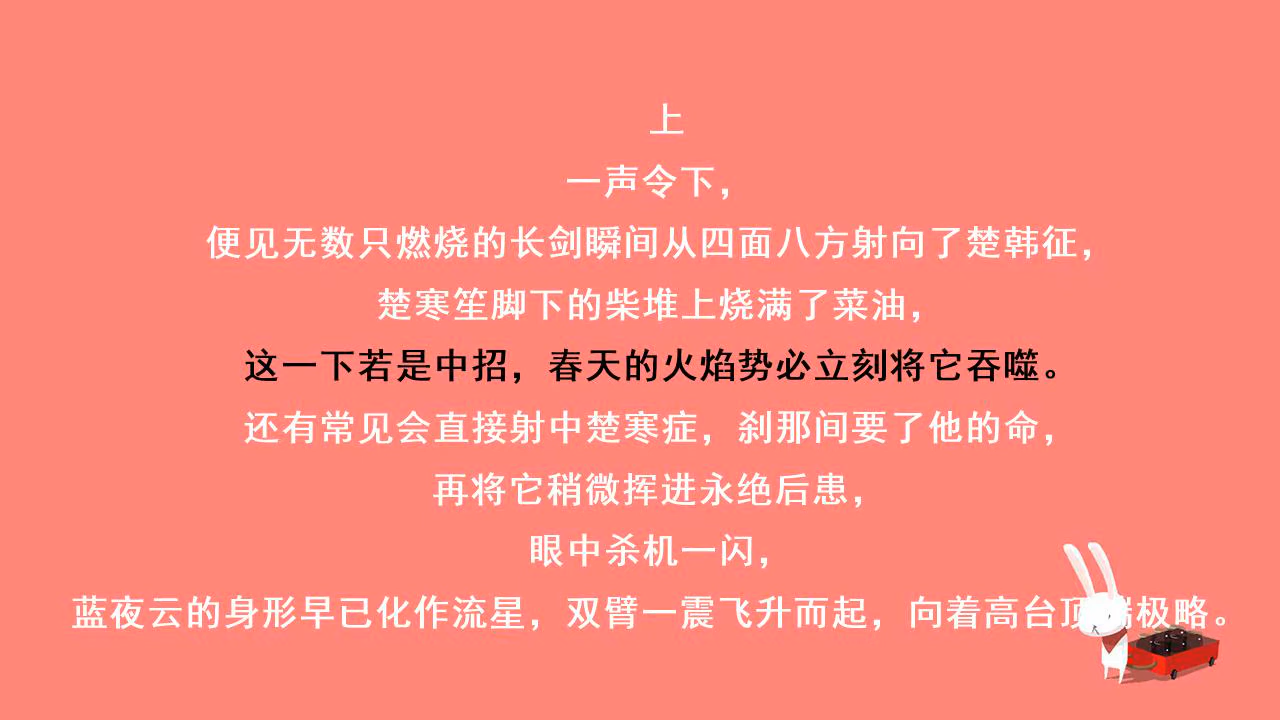 上
一声令下，
便见无数只燃烧的长剑瞬间从四面八方射向了楚韩征，
楚寒笙脚下的柴堆上烧满了菜油，
这一下若是中招，春天的火焰势必立刻将它吞噬。
还有常见会直接射中楚寒症，刹那间要了他的命，
再将它稍微挥进永绝后患，
眼中杀机一闪，
蓝夜云的身形早已化作流星，双臂一震飞升而起，向着高台顶端极略。